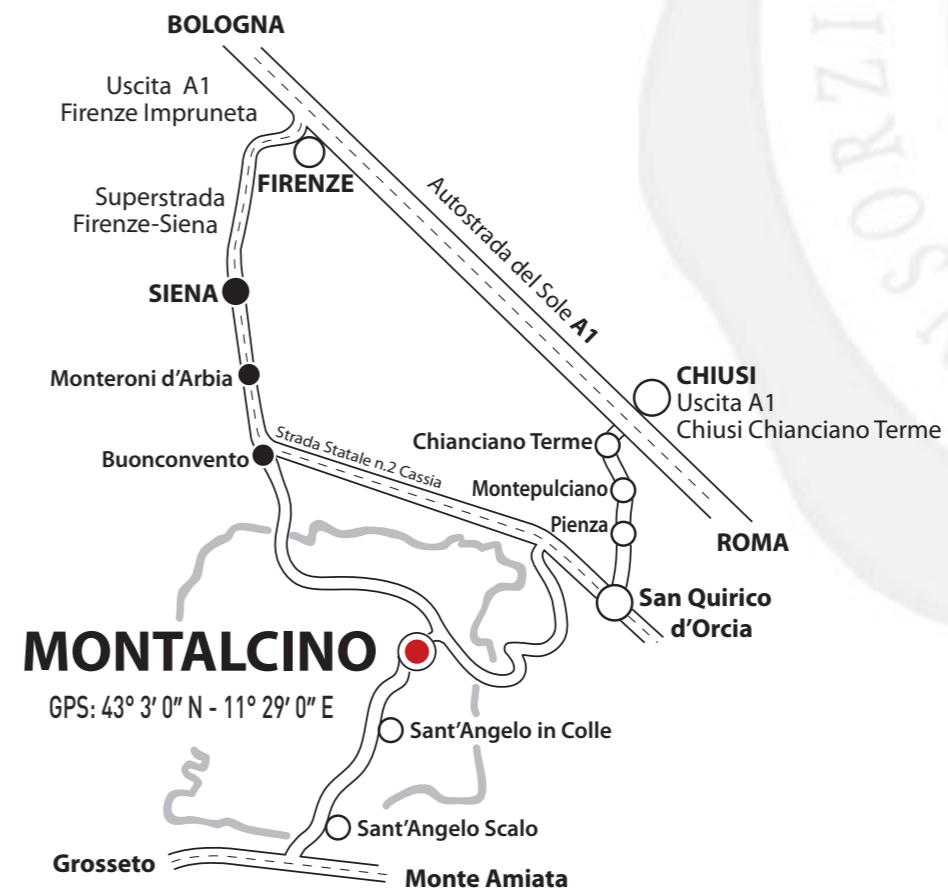 BOLOGNA
Uscita A1
Firenze Impruneta
FIRENZE
Superstrada
Firenze-Siena
Autostrada del Sole A1
SIENA
CHIUSI
Uscita A1
Chiusi Chianciano Terme
Monteroni d'Arbia
Chianciano Terme
Strada Statale n.2 Cassia
Buonconvento
Montepulciano
Pienza
ROMA
San Quirico
d'Orcia
MONTALCINO
GPS: 43° 3' 0" N - 11° 29' 0" E
Sant'Angelo in Colle
Sant'Angelo Scalo
Grosseto
Monte Amiata